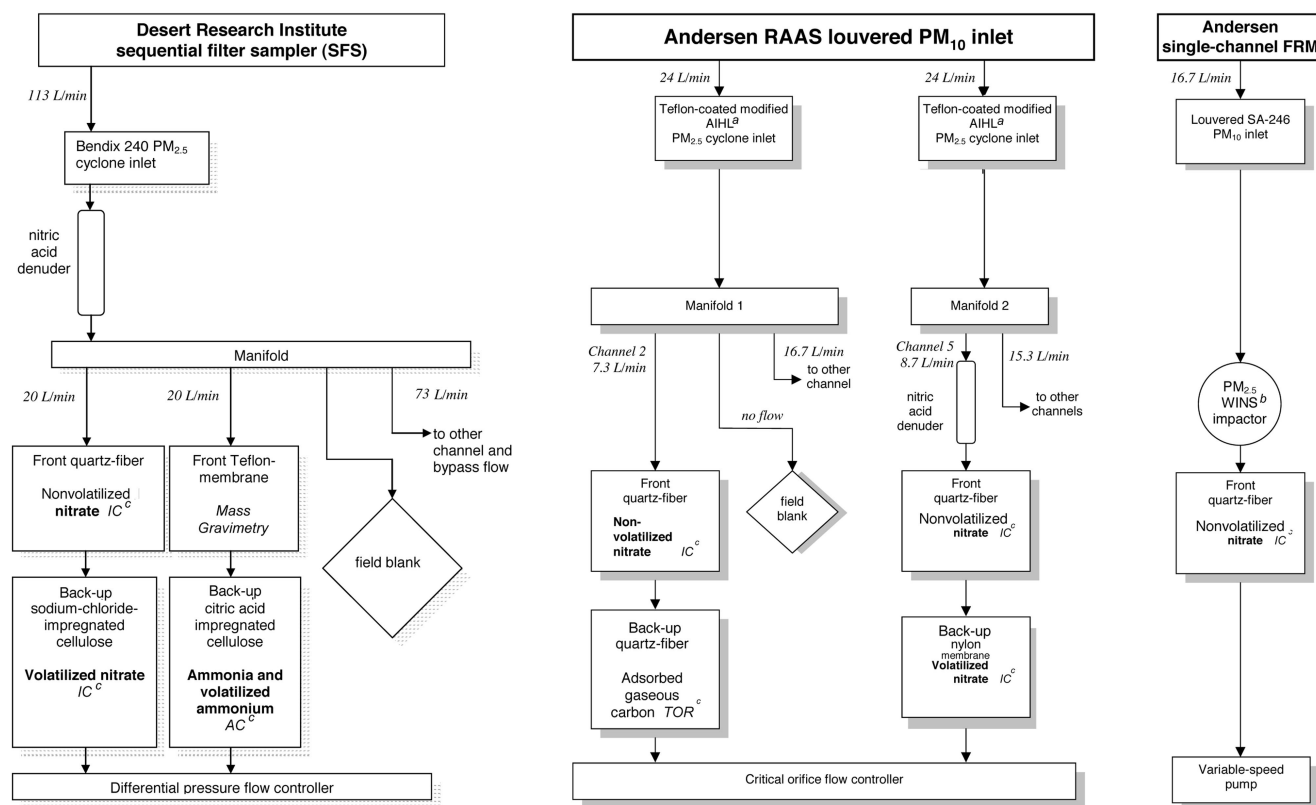 Desert Research Institute
sequential filter sampler (SFS)
113 L/min
Bendix 240 PM2.5
cyclone inlet
nitric
acid
denuder
Manifold
20 L/min
20 L/min
73 L/min
to other
channel and
bypass flow
Front quartz-fiber
Nonvolatilized
nitrate IC c
Front Teflon-
membrane
Mass
Gravimetry
field blank
Back-up
sodium-chloride-
impregnated
cellulose
Volatilized nitrate
IC c
Back-up
citric acid
impregnated
cellulose
Ammonia and
volatilized
ammonium
AC c
Differential pressure flow controller
Andersen RAAS louvered PM10 inlet
24 L/min
24 L/min
Teflon-coated modified
AIHL a
PM2.5 cyclone inlet
Teflon-coated modified
AIHL a
PM2.5 cyclone inlet
Manifold 1
Manifold 2
Channel 2
7.3 L/min
16.7 L/min
to other
channel
no flow
Channel 5
8.7 L/min
15.3 L/min
to other
channels
nitric
acid
denuder
Front
quartz-fiber
Non-
volatilized
nitrate IC c
field
blank
Front
quartz-fiber
Nonvolatilized
nitrate IC c
Back-up
quartz-fiber
Adsorbed
gaseous
carbon TOR c
Back-up
nylon
membrane
Volatilized
nitrate IC c
Critical orifice flow controller
Andersen
single-channel FRM
16.7 L/min
Louvered SA-246
PM10 inlet
PM2.5
WINS b
impactor
Front
quartz-fiber
Nonvolatilized
nitrate IC
Variable-speed
pump